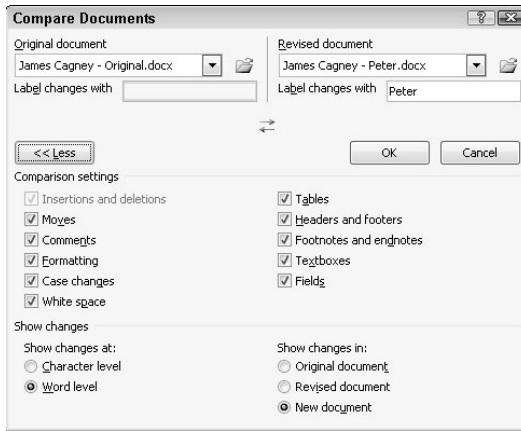 Compare Documents
Original document
Revised document
James Cagney - Original.docx
James Cagney - Peter.docx
Label changes with
Label changes with Peter
<< Less
OK
Cancel
Comparison settings
Insertions and deletions
Tables
Moves
Headers and footers
Comments
Footnotes and endnotes
Formatting
Textboxes
Case changes
Fields
White space
Show changes
Show changes at:
Show changes in:
Character level
Original document
Word level
Revised document
New document